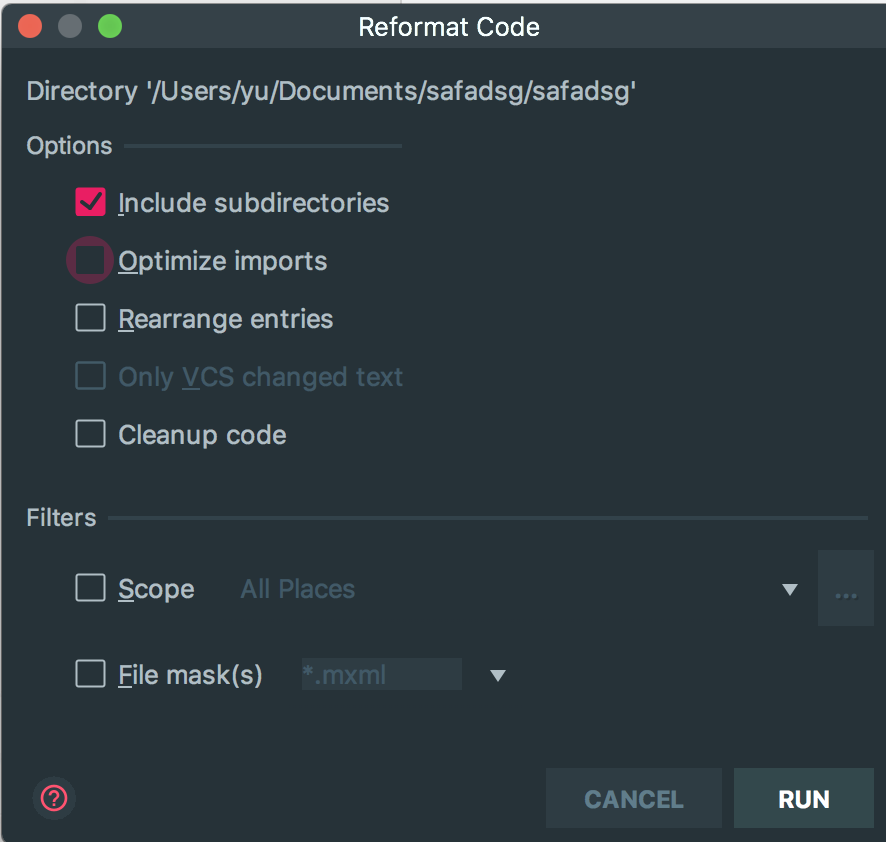 Reformat Code
Directory '/Users/yu/Documents/safadsg/safadsg'
Options
Include subdirectories
Optimize imports
Rearrange entries
Only VCS changed text
Cleanup code
Filters
Scope All Places ...
File mask(s) *.mxml
? CANCEL RUN